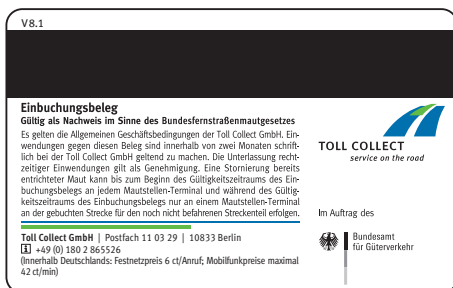 V8.1
Einbuchungsbeleg
Gültig als Nachweis im Sinne des Bundesfernstraßenmautgesetzes
Es gelten die Allgemeinen Geschäftsbedingungen der Toll Collect GmbH. Ein-
wendungen gegen diesen Beleg sind innerhalb von zwei Monaten schrift-
lich bei der Toll Collect GmbH geltend zu machen. Die Unterlassung recht-
zeitiger Einwendungen gilt als Genehmigung. Eine Stornierung bereits
entrichteter Maut kann bis zum Beginn des Gültigkeitszeitraums des Ein-
buchungsbelegs an jedem Mautstellen-Terminal und während des Gültig-
keitszeitraums des Einbuchungsbelegs nur an einem Mautstellen-Terminal
an der gebuchten Strecke für den noch nicht befahrenen Streckenteil erfolgen.
Toll Collect GmbH | Postfach 11 03 29 | 10833 Berlin
i +49 (0) 180 2 865526
(Innerhalb Deutschlands: Festnetzpreis 6 ct/Anruf; Mobilfunkpreise maximal
42 ct/min)
TOLL COLLECT
service on the road
Im Auftrag des
Bundesamt
für Güterverkehr